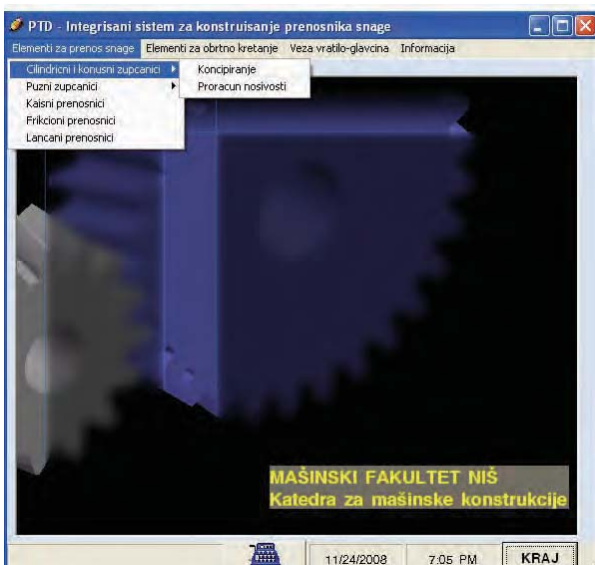 PTD - Integrisani sistem za konstruisanje prenosnika snage
Elementi za prenos snage Elementi za obrtno kretanje Veza vratilo-glavcina Informacija
Cilindricni i konusni zupcanici
Koncipiranje
Puzni zupcanici
Proracun nosivosti
Kaisni prenosnici
Frikcioni prenosnici
Lancani prenosnici
MAŠINSKI FAKULTET NIŠ
Katedra za mašinske konstrukcije
11/24/2008 7:05 PM KRAJ